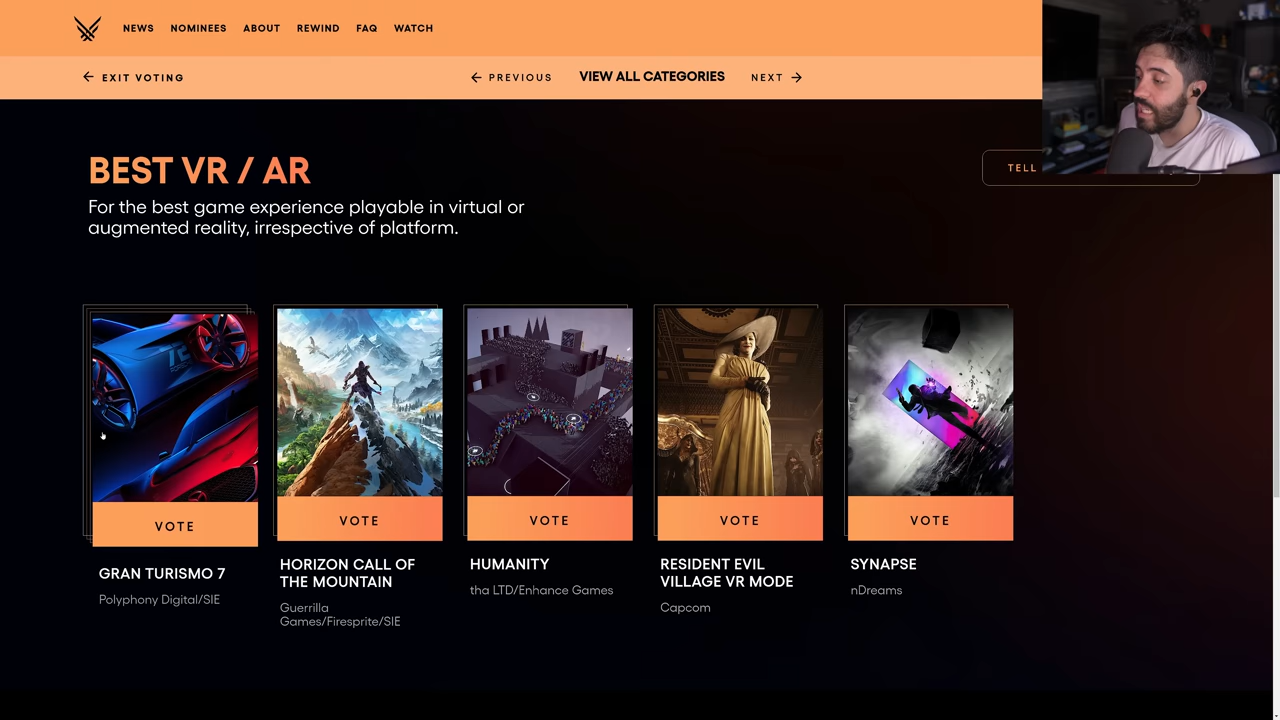 NEWS NOMINEES ABOUT REWIND FAQ WATCH
EXIT VOTING
PREVIOUS VIEW ALL CATEGORIES NEXT
BEST VR / AR
TELL
For the best game experience playable in virtual or
augmented reality, irrespective of platform.
VOTE VOTE VOTE VOTE VOTE
GRAN TURISMO 7
Polyphony Digital/SIE
HORIZON CALL OF
THE MOUNTAIN
Guerrilla
Games/Firesprite/SIE
HUMANITY
tha LTD/Enhance Games
RESIDENT EVIL
VILLAGE VR MODE
Capcom
SYNAPSE
nDreams